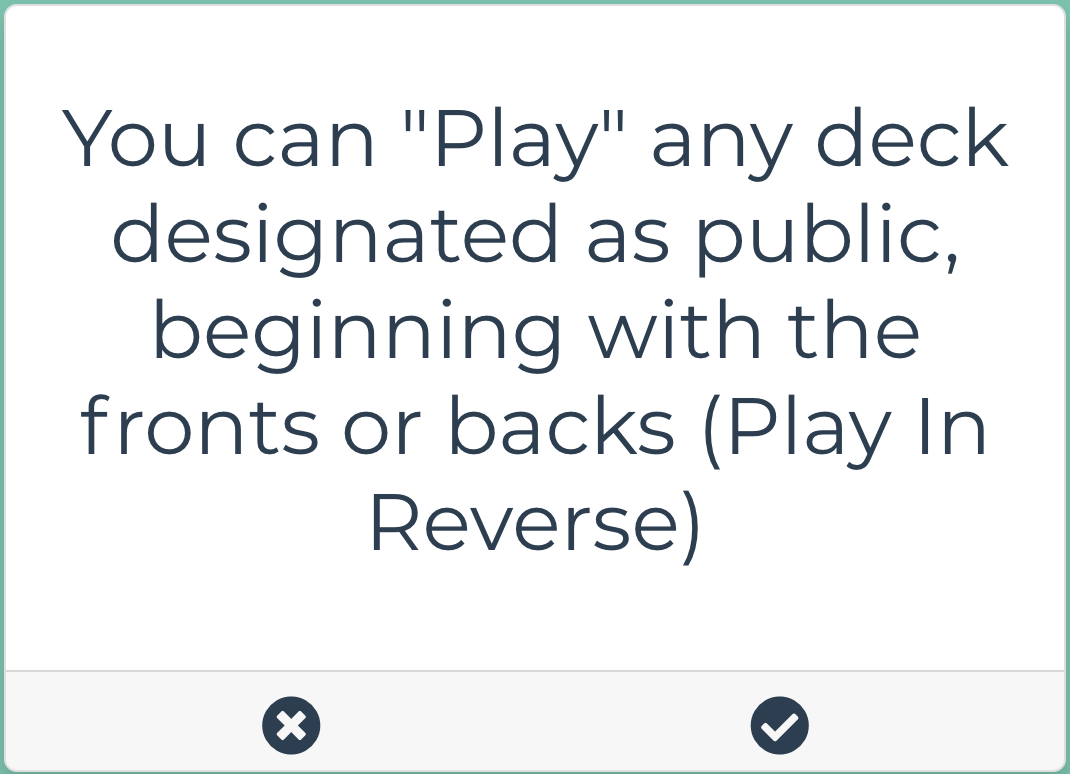 You can "Play" any deck
designated as public,
beginning with the
fronts or backs (Play In
Reverse)